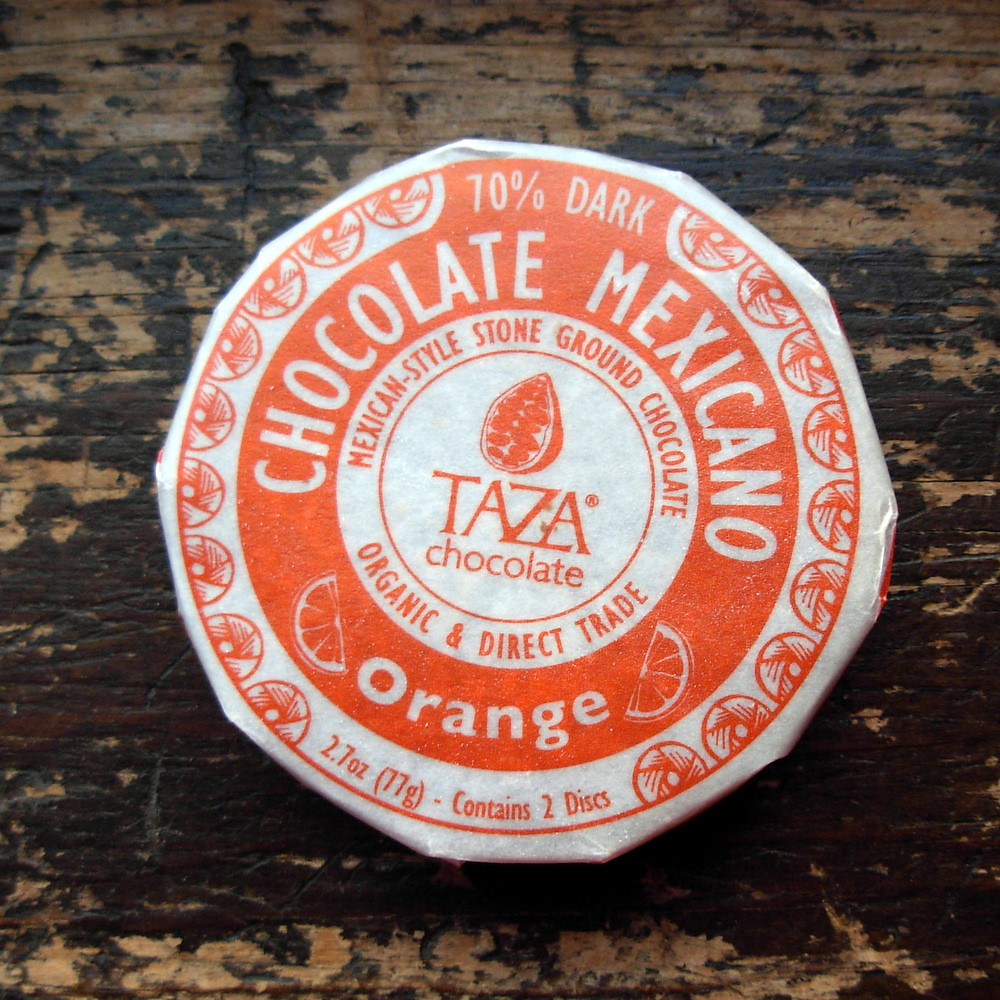 70% DARK
CHOCOLATE MEXICANO
MEXICAN-STYLE STONE GROUND CHOCOLATE
TAZA®
chocolate
ORGANIC & DIRECT TRADE
Orange
2.7oz (77g) - Contains 2 Discs